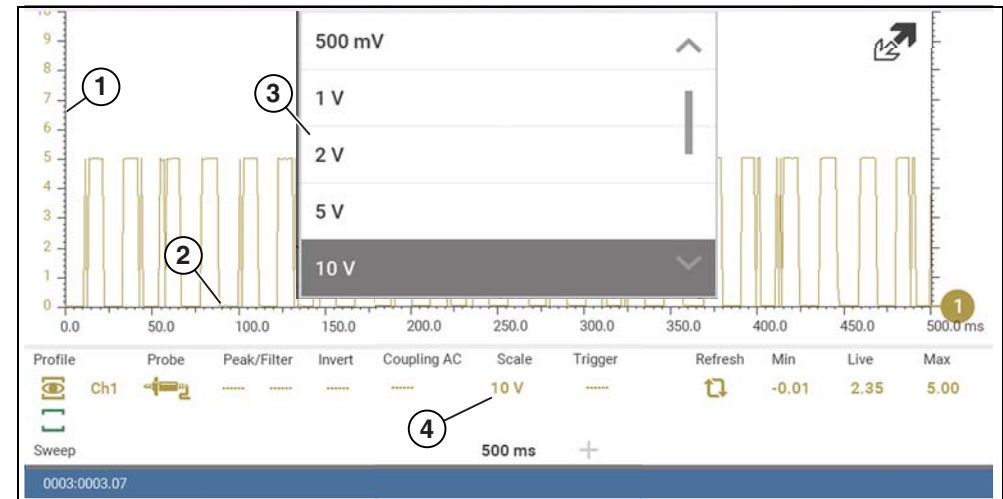 10
9
8
7
6
5
4
3
2
1
0
1
2
3
4
500 mV
1 V
2 V
5 V
10 V
1
0.0 50.0 100.0 150.0 200.0 250.0 300.0 350.0 400.0 450.0 500.0 ms
Profile Probe Peak/Filter Invert Coupling AC Scale Trigger Refresh Min Live Max
Ch1 ----- ----- ----- ----- 10 V ----- -0.01 2.35 5.00
Sweep 500 ms +
0003:0003.07